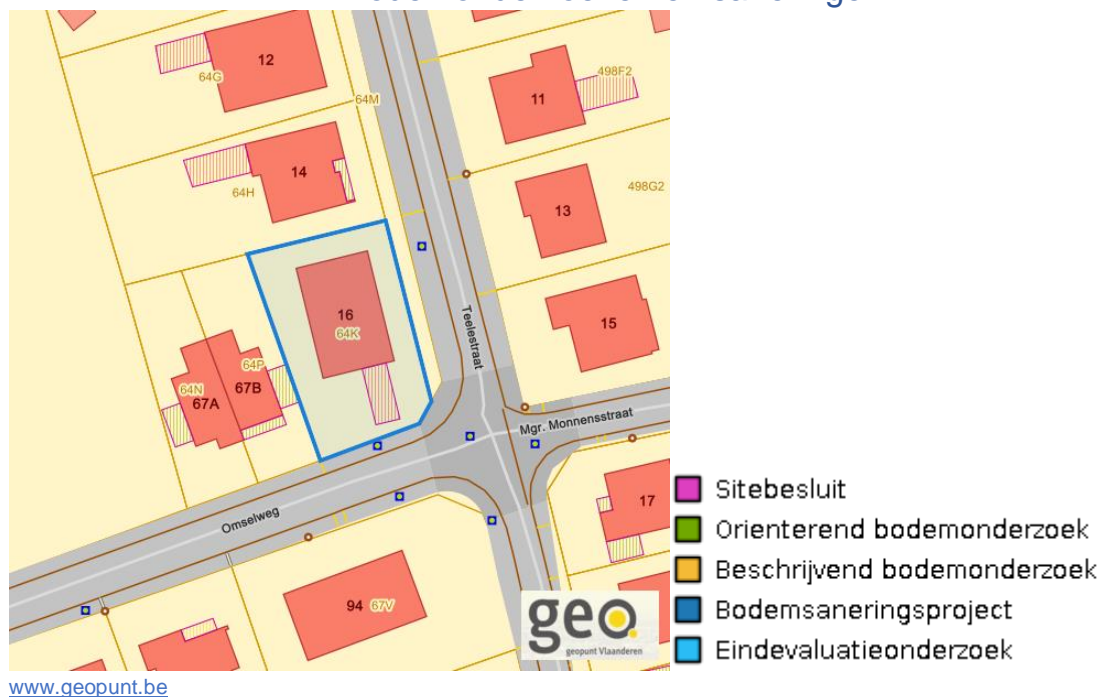 12
64G
64M
11
498F2
14
64H
13
498G2
16
64K
15
Teelestraat
64P
64N
67B
67A
Mgr. Monnensstraat
Omselweg
17
94 67V
geo
geopunt Vlaanderen
Sitebesluit
Orienterend bodemonderzoek
Beschrijvend bodemonderzoek
Bodemsaneringsproject
Eindevaluatieonderzoek
www.geopunt.be